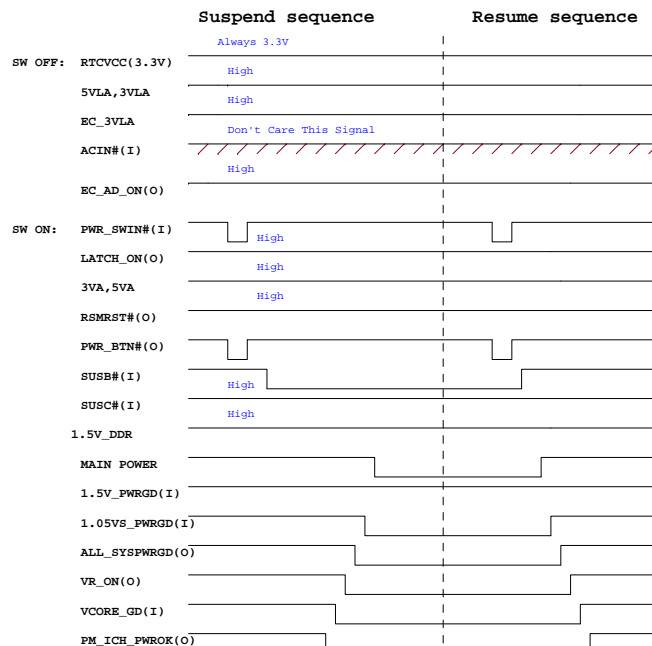 Suspend sequence Resume sequence
Always 3.3V
SW OFF: RTCVCC(3.3V)
High
5VLA,3VLA
High
EC_3VLA
Don't Care This Signal
ACIN#(I)
High
EC_AD_ON(O)
SW ON: PWR_SWIN#(I)
High
LATCH_ON(O)
High
3VA,5VA
High
RSMRST#(O)
PWR_BTN#(O)
SUSB#(I)
High
SUSC#(I)
High
1.5V_DDR
MAIN POWER
1.5V_PWRGD(I)
1.05VS_PWRGD(I)
ALL_SYSPWRGD(O)
VR_ON(O)
VCORE_GD(I)
PM_ICH_PWROK(O)